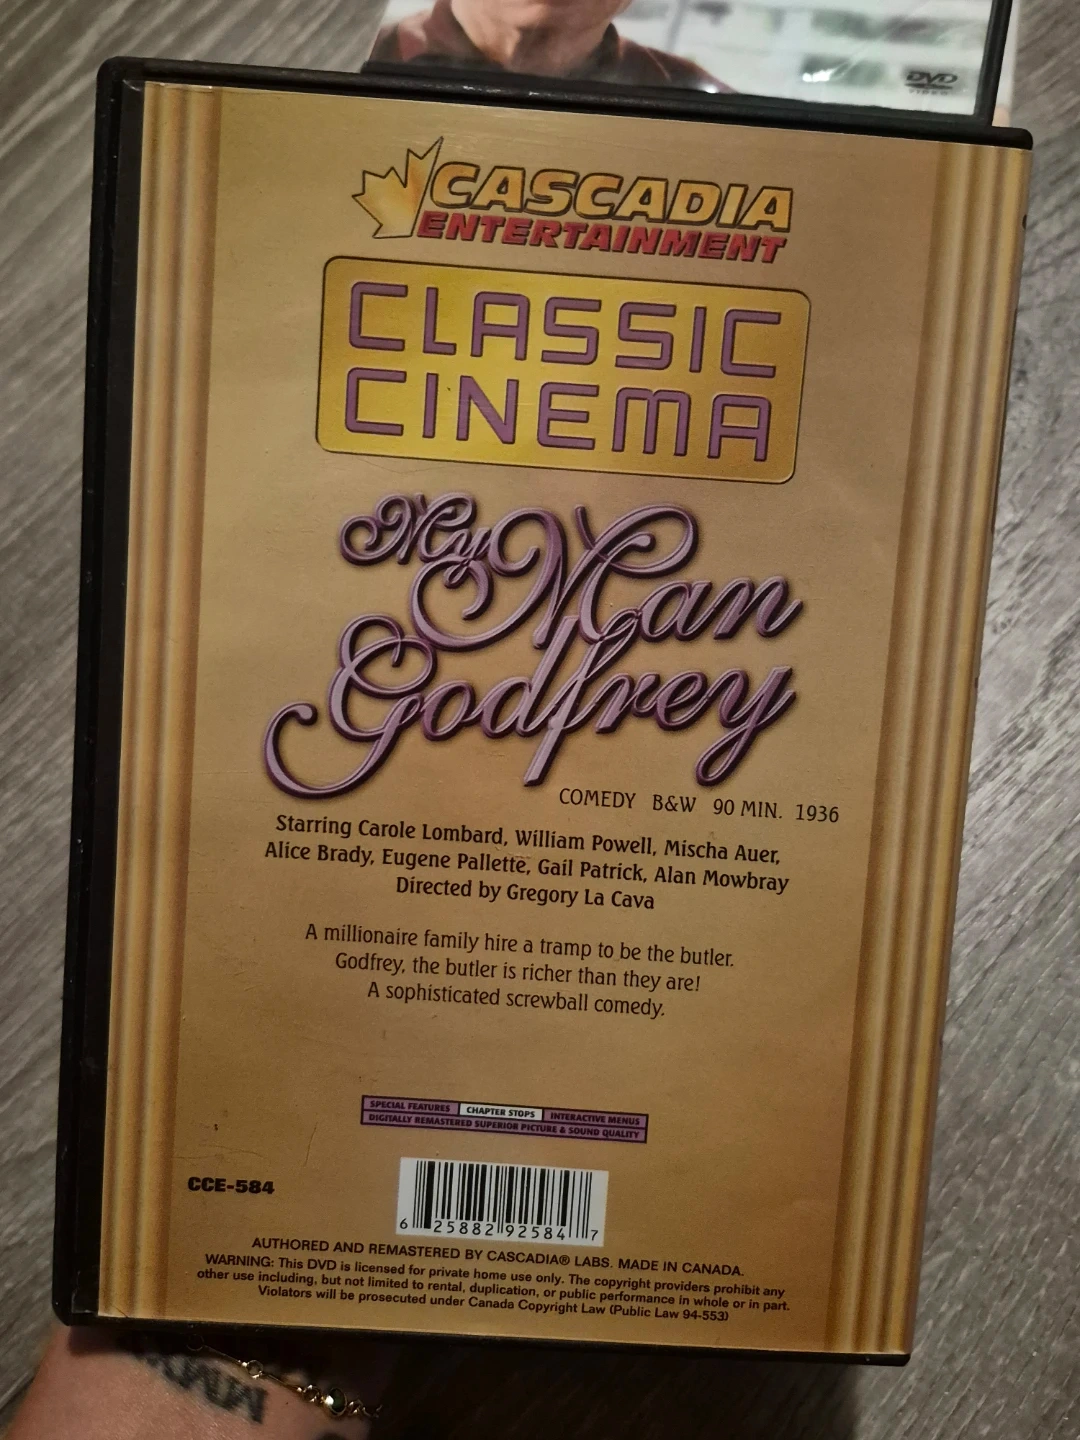 DVD
VIDEO
CASCADIA
ENTERTAINMENT
CLASSIC
CINEMA
My Man
Godfrey
COMEDY B&W 90 MIN. 1936
Starring Carole Lombard, William Powell, Mischa Auer,
Alice Brady, Eugene Pallette, Gail Patrick, Alan Mowbray
Directed by Gregory La Cava
A millionaire family hire a tramp to be the butler.
Godfrey, the butler is richer than they are!
A sophisticated screwball comedy.
SPECIAL FEATURES CHAPTER STOPS INTERACTIVE MENUS
DIGITALLY REMASTERED SUPERIOR PICTURE & SOUND QUALITY
CCE-584
6 25882 92584 7
AUTHORED AND REMASTERED BY CASCADIA® LABS. MADE IN CANADA.
WARNING: This DVD is licensed for private home use only. The copyright providers prohibit any
other use including, but not limited to rental, duplication, or public performance in whole or in part.
Violators will be prosecuted under Canada Copyright Law (Public Law 94-553)